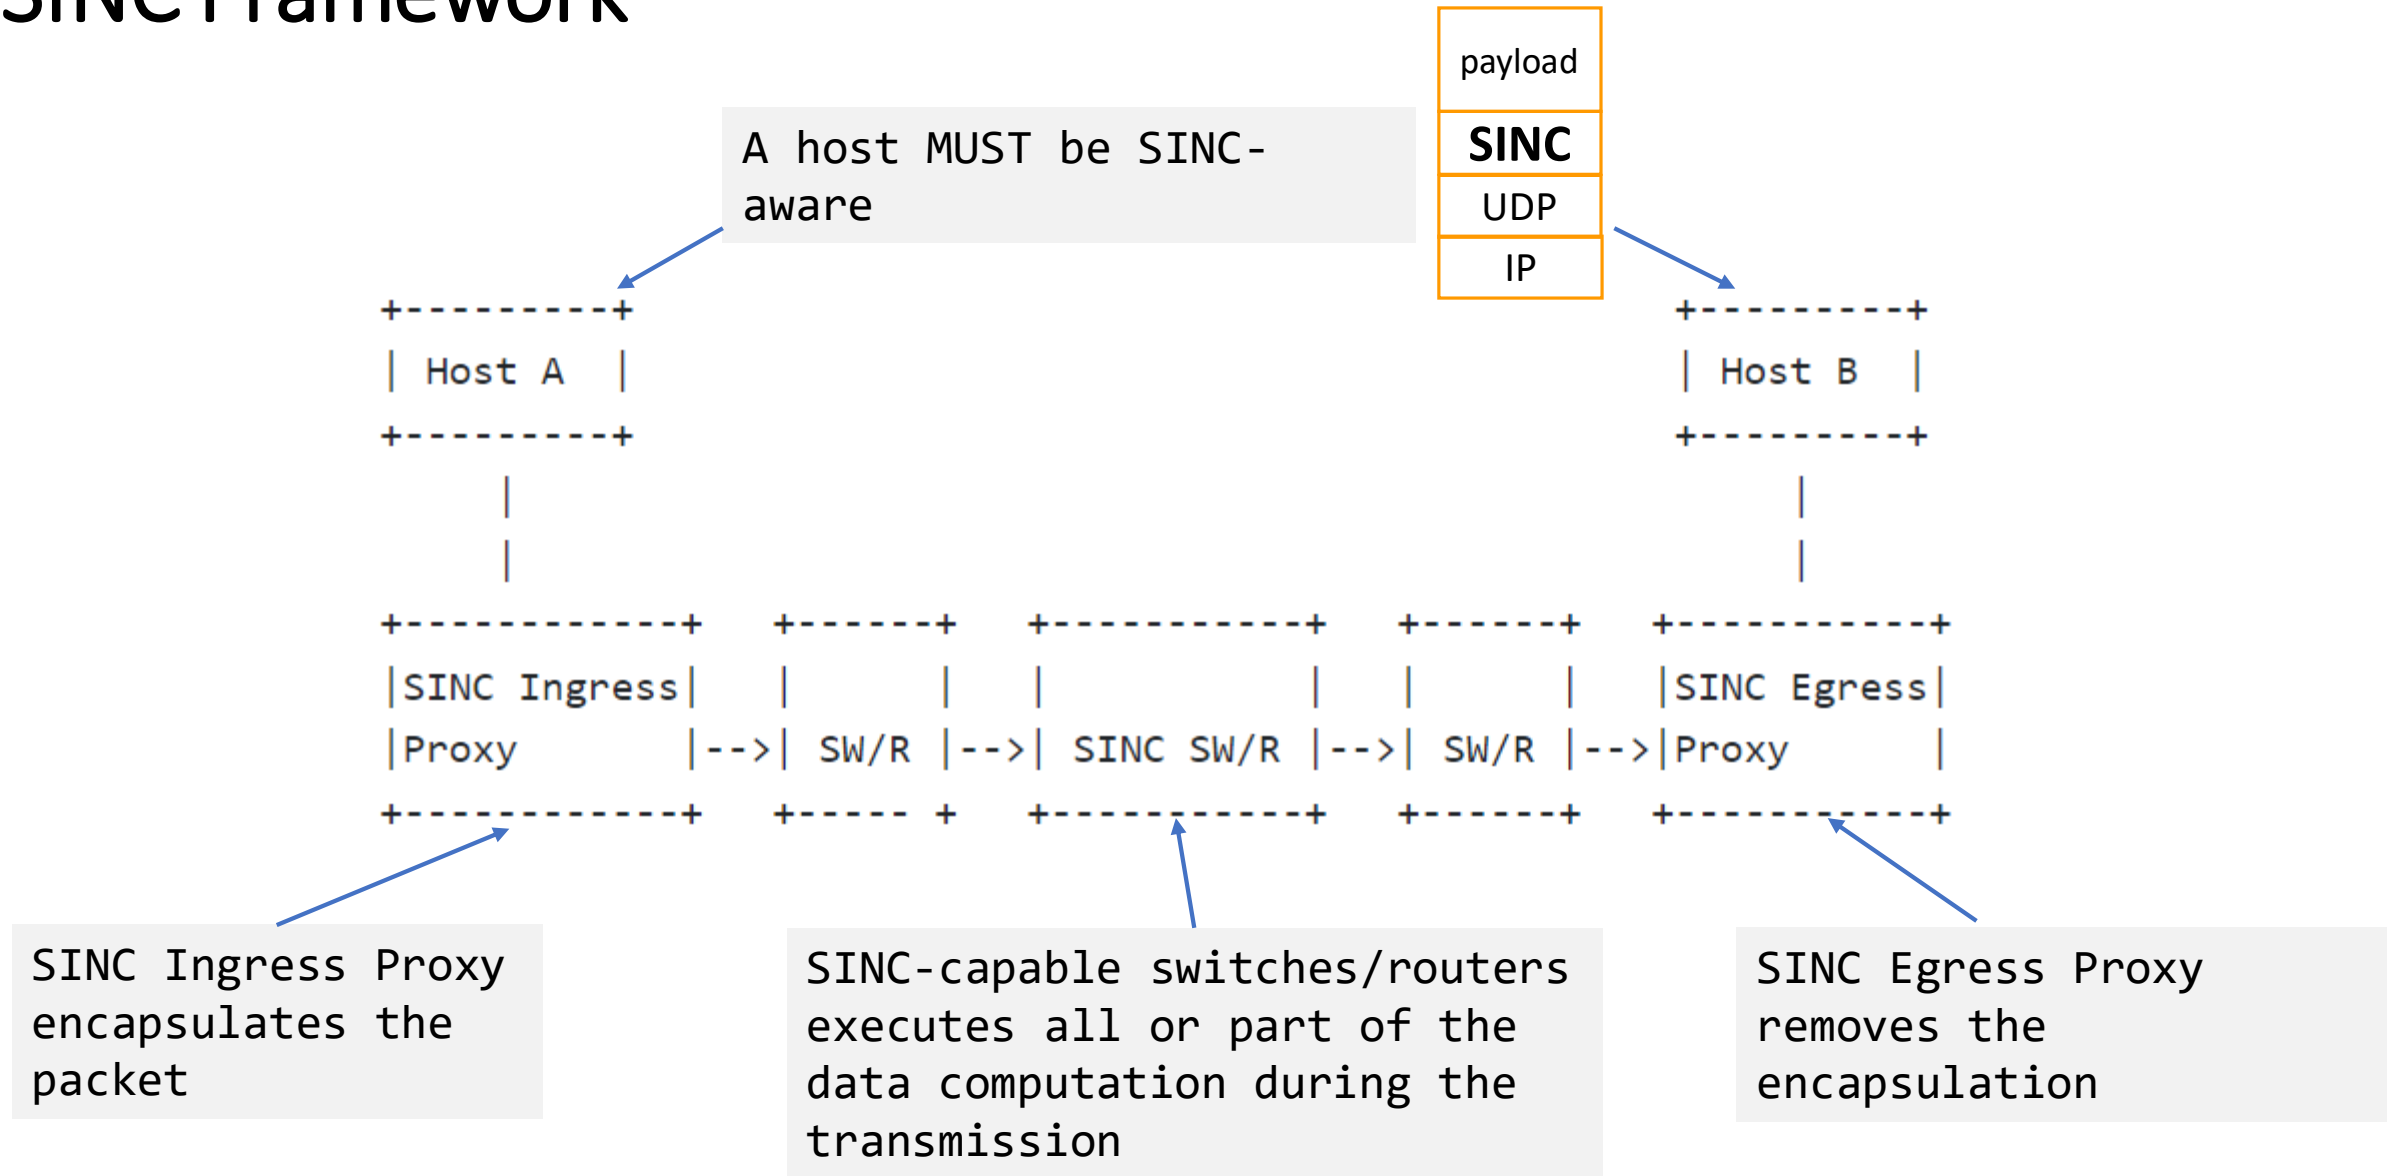 SINC Framework
payload
SINC
UDP
IP
A host MUST be SINC-
aware
+---------+
| Host A  |
+---------+
|
|
+---------+
| Host B  |
+---------+
|
|
+------------+   +------+   +-----------+   +------+   +-----------+
|SINC Ingress|   |      |   |           |   |      |   |SINC Egress|
|Proxy       |-->| SW/R |-->| SINC SW/R |-->| SW/R |-->|Proxy      |
+------------+   +----- +   +-----------+   +------+   +-----------+
SINC Ingress Proxy
encapsulates the
packet
SINC-capable switches/routers
executes all or part of the
data computation during the
transmission
SINC Egress Proxy
removes the
encapsulation